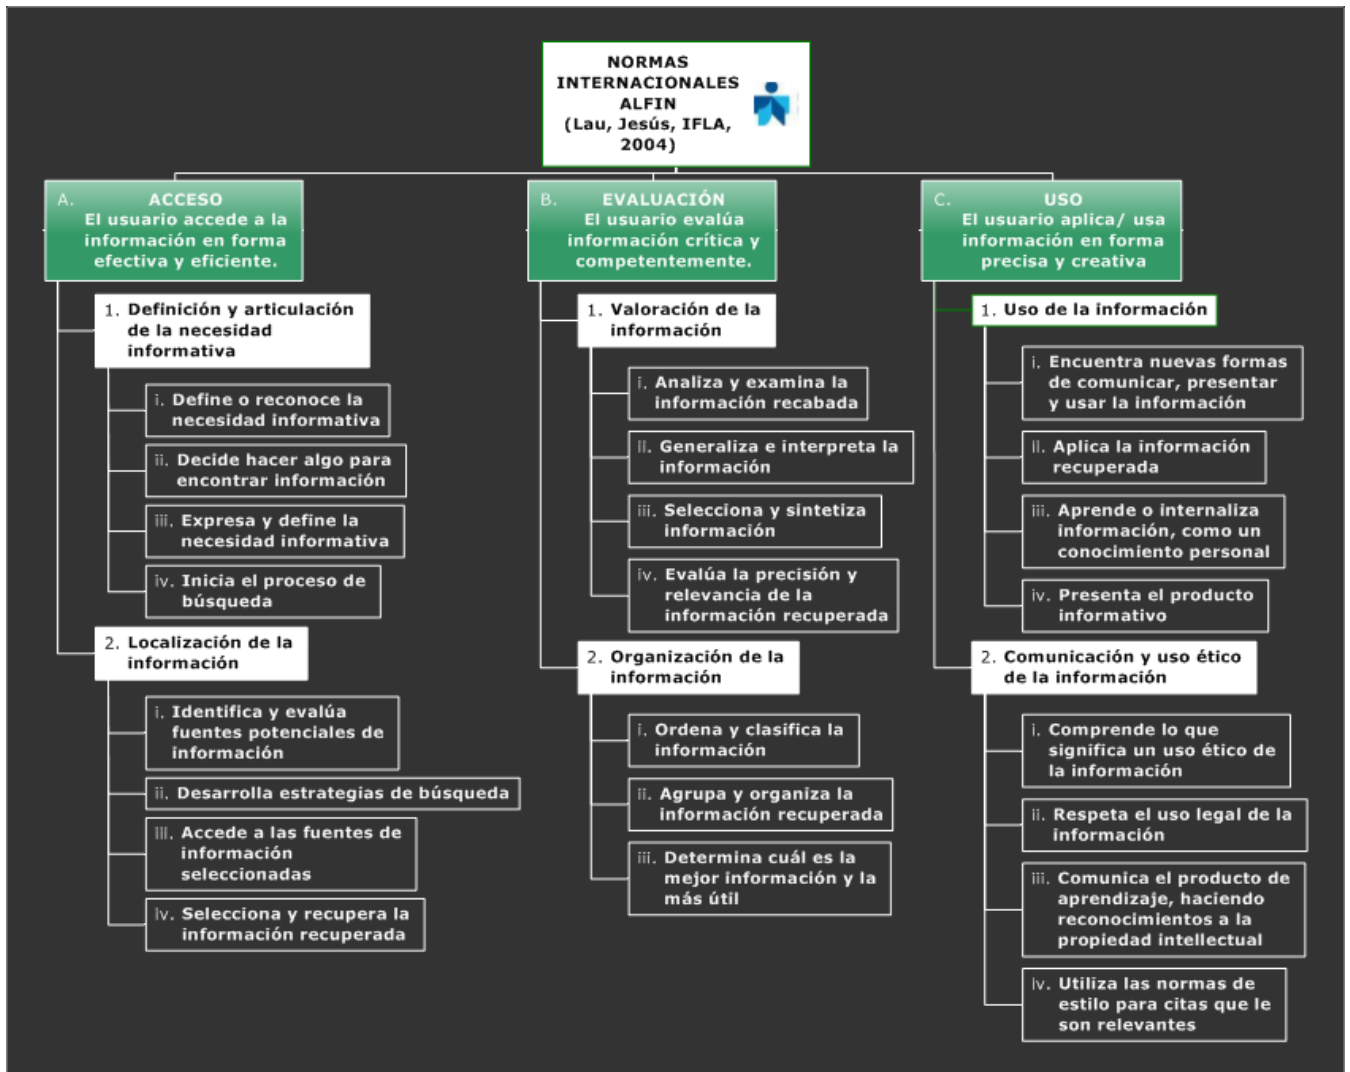 NORMAS
INTERNACIONALES
ALFIN
(Lau, Jesús, IFLA,
2004)
A. ACCESO
El usuario accede a la
información en forma
efectiva y eficiente.
1. Definición y articulación
de la necesidad
informativa
i. Define o reconoce la
necesidad informativa
ii. Decide hacer algo para
encontrar información
iii. Expresa y define la
necesidad informativa
iv. Inicia el proceso de
búsqueda
2. Localización de la
información
i. Identifica y evalúa
fuentes potenciales de
información
ii. Desarrolla estrategias de búsqueda
iii. Accede a las fuentes de
información
seleccionadas
iv. Selecciona y recupera la
información recuperada
B. EVALUACIÓN
El usuario evalúa
información crítica y
competentemente.
1. Valoración de la
información
i. Analiza y examina la
información recabada
ii. Generaliza e interpreta la
información
iii. Selecciona y sintetiza
información
iv. Evalúa la precisión y
relevancia de la
información recuperada
2. Organización de la
información
i. Ordena y clasifica la
información
ii. Agrupa y organiza la
información recuperada
iii. Determina cuál es la
mejor información y la
más útil
C. USO
El usuario aplica/ usa
información en forma
precisa y creativa
1. Uso de la información
i. Encuentra nuevas formas
de comunicar, presentar
y usar la información
ii. Aplica la información
recuperada
iii. Aprende o internaliza
información, como un
conocimiento personal
iv. Presenta el producto
informativo
2. Comunicación y uso ético
de la información
i. Comprende lo que
significa un uso ético de
la información
ii. Respeta el uso legal de la
información
iii. Comunica el producto de
aprendizaje, haciendo
reconocimientos a la
propiedad intellectual
iv. Utiliza las normas de
estilo para citas que le
son relevantes